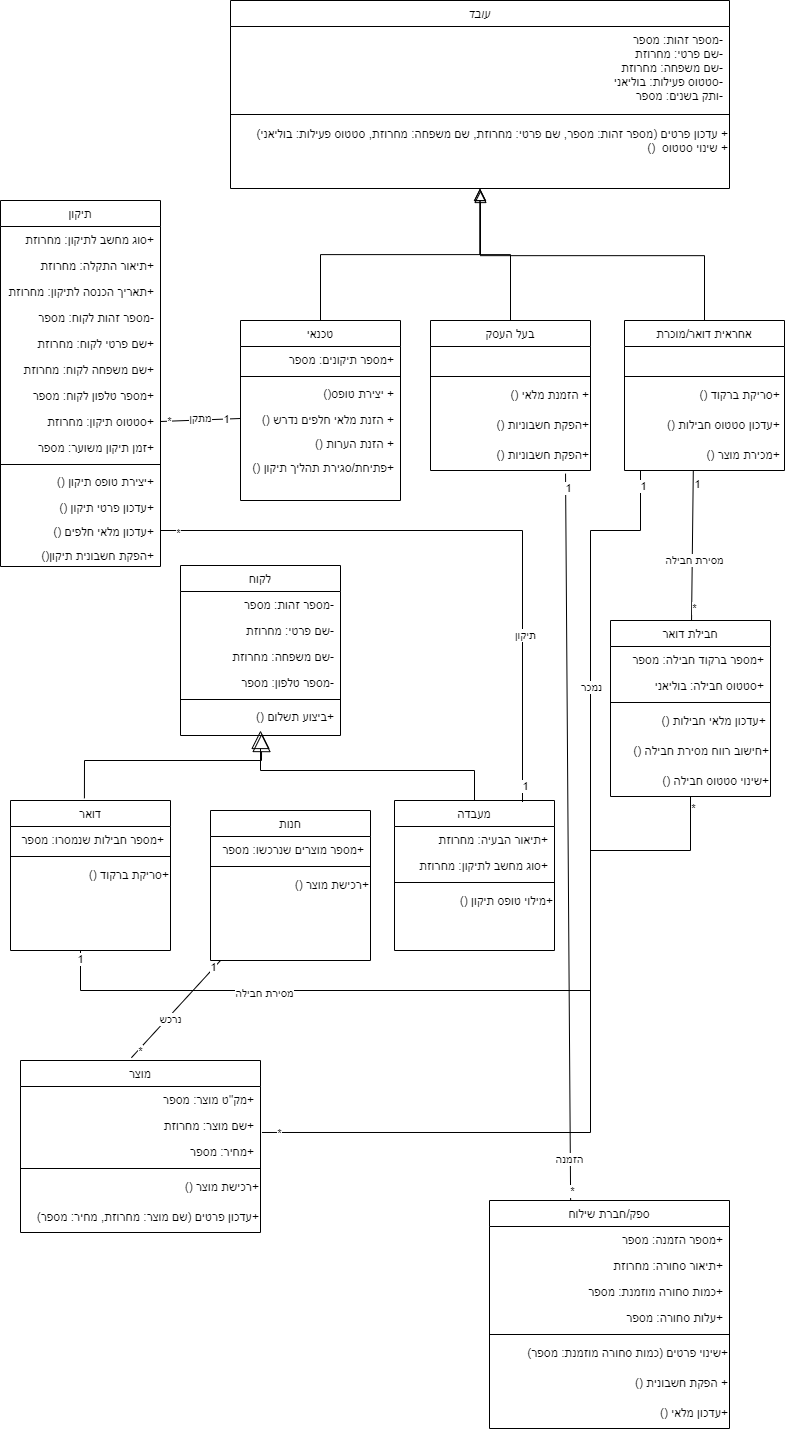 עובד
-מספר זהות: מספר
-שם פרטי: מחרוזת
-שם משפחה: מחרוזת
-סטטוס פעילות: בוליאני
-ותק בשנים: מספר
+ עדכון פרטים (מספר זהות: מספר, שם פרטי: מחרוזת, שם משפחה: מחרוזת, סטטוס פעילות: בוליאני)
+ שינוי סטטוס ()
תיקון
+סוג מחשב לתיקון: מחרוזת
+תיאור התקלה: מחרוזת
+תאריך הכנסה לתיקון: מחרוזת
-מספר זהות לקוח: מספר
+שם פרטי לקוח: מחרוזת
+שם משפחה לקוח: מחרוזת
+מספר טלפון לקוח: מספר
+סטטוס תיקון: מחרוזת
+זמן תיקון משוער: מספר
+יצירת טופס תיקון ()
+עדכון פרטי תיקון ()
+עדכון מלאי חלפים ()
+הפקת חשבונית תיקון()
* מתקן 1
טכנאי
+מספר תיקונים: מספר
+ יצירת טופס()
+ הזנת מלאי חלפים נדרש ()
+ הזנת הערות ()
+פתיחת/סגירת תהליך תיקון ()
בעל העסק
+ הזמנת מלאי ()
+הפקת חשבוניות ()
+הפקת חשבוניות ()
אחראית דואר/מוכרת
+סריקת ברקוד ()
+עדכון סטטוס חבילות ()
+מכירת מוצר ()
1
1
1
*
מסירת חבילה
*
תיקון
1
נמכר
לקוח
-מספר זהות: מספר
-שם פרטי: מחרוזת
-שם משפחה: מחרוזת
-מספר טלפון: מספר
+ביצוע תשלום ()
חבילת דואר
+מספר ברקוד חבילה: מספר
+סטטוס חבילה: בוליאני
+עדכון מלאי חבילות ()
+חישוב רווח מסירת חבילה ()
+שינוי סטטוס חבילה ()
*
דואר
+מספר חבילות שנמסרו: מספר
+סריקת ברקוד ()
חנות
+מספר מוצרים שנרכשו: מספר
+רכישת מוצר ()
מעבדה
+תיאור הבעיה: מחרוזת
+סוג מחשב לתיקון: מחרוזת
+מילוי טופס תיקון ()
1
1
מסירת חבילה
נרכש
*
מוצר
+מק"ט מוצר: מספר
+שם מוצר: מחרוזת
+מחיר: מספר
+רכישת מוצר ()
+עדכון פרטים (שם מוצר: מחרוזת, מחיר: מספר)
*
הזמנה
*
ספק/חברת שילוח
+מספר הזמנה: מספר
+תיאור סחורה: מחרוזת
+כמות סחורה מוזמנת: מספר
+עלות סחורה: מספר
+שינוי פרטים (כמות סחורה מוזמנת: מספר)
+ הפקת חשבונית ()
+עדכון מלאי ()